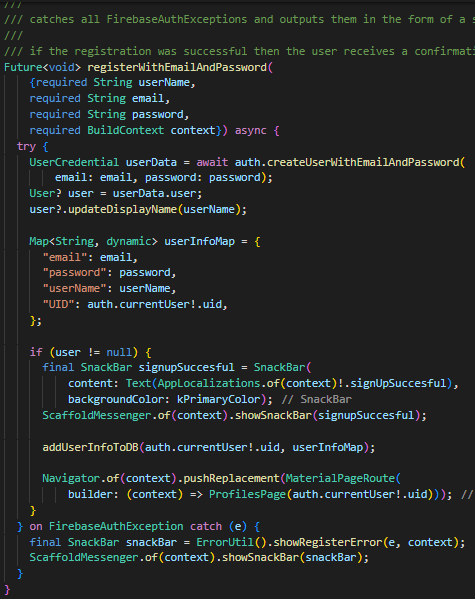 ///
/// catches all FirebaseAuthExceptions and outputs them in the form of a s
///
/// if the registration was successful then the user receives a confirmati
Future<void> registerWithEmailAndPassword(
    {required String userName,
    required String email,
    required String password,
    required BuildContext context}) async {
  try {
    UserCredential userData = await auth.createUserWithEmailAndPassword(
        email: email, password: password);
    User? user = userData.user;
    user?.updateDisplayName(userName);

    Map<String, dynamic> userInfoMap = {
      "email": email,
      "password": password,
      "userName": userName,
      "UID": auth.currentUser!.uid,
    };

    if (user != null) {
      final SnackBar signupSuccesful = SnackBar(
          content: Text(AppLocalizations.of(context)!.signUpSuccesful),
          backgroundColor: kPrimaryColor); // SnackBar
      ScaffoldMessenger.of(context).showSnackBar(signupSuccesful);

      addUserInfoToDB(auth.currentUser!.uid, userInfoMap);

      Navigator.of(context).pushReplacement(MaterialPageRoute(
          builder: (context) => ProfilesPage(auth.currentUser!.uid))); //
    }
  } on FirebaseAuthException catch (e) {
    final SnackBar snackBar = ErrorUtil().showRegisterError(e, context);
    ScaffoldMessenger.of(context).showSnackBar(snackBar);
  }
}